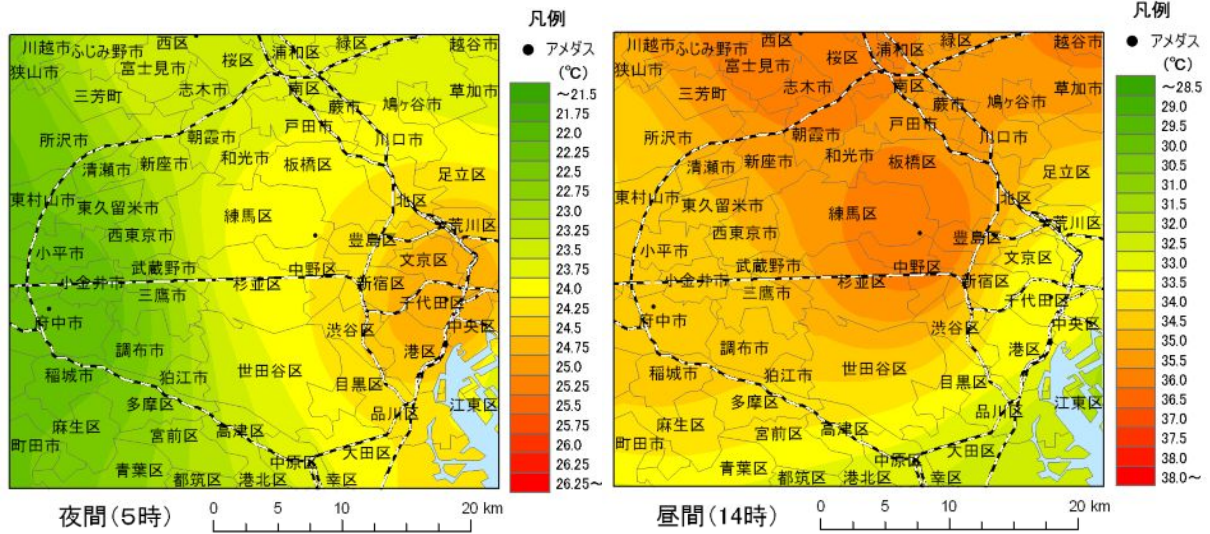 凡例
● アメダス
(℃)
～21.5
21.75
22.0
22.25
22.5
22.75
23.0
23.25
23.5
23.75
24.0
24.25
24.5
24.75
25.0
25.25
25.5
25.75
26.0
26.25
26.25～
川越市
ふじみ野市
西区
桜区
浦和区
緑区
越谷市
狭山市
富士見市
南区
三芳町
志木市
蕨市
鳩ヶ谷市
草加市
戸田市
所沢市
朝霞市
川口市
清瀬市
新座市
和光市
板橋区
足立区
東村山市
東久留米市
練馬区
北区
荒川区
西東京市
豊島区
小平市
武蔵野市
中野区
文京区
小金井市
杉並区
新宿区
三鷹市
千代田区
府中市
渋谷区
中央区
調布市
港区
稲城市
狛江市
世田谷区
目黒区
多摩区
品川区
江東区
麻生区
宮前区
高津区
町田市
中原区
大田区
青葉区
都筑区
港北区
幸区
夜間(5時)
0 5 10 20 km
凡例
● アメダス
(℃)
～28.5
29.0
29.5
30.0
30.5
31.0
31.5
32.0
32.5
33.0
33.5
34.0
34.5
35.0
35.5
36.0
36.5
37.0
37.5
38.0
38.0～
川越市
ふじみ野市
西区
桜区
浦和区
緑区
越谷市
狭山市
富士見市
南区
三芳町
志木市
蕨市
鳩ヶ谷市
草加市
戸田市
所沢市
朝霞市
川口市
清瀬市
新座市
和光市
板橋区
足立区
東村山市
東久留米市
練馬区
北区
荒川区
西東京市
豊島区
小平市
武蔵野市
中野区
文京区
小金井市
杉並区
新宿区
三鷹市
千代田区
府中市
渋谷区
中央区
調布市
港区
稲城市
狛江市
世田谷区
目黒区
多摩区
品川区
江東区
麻生区
宮前区
高津区
町田市
中原区
大田区
青葉区
都筑区
港北区
幸区
昼間(14時)
0 5 10 20 km